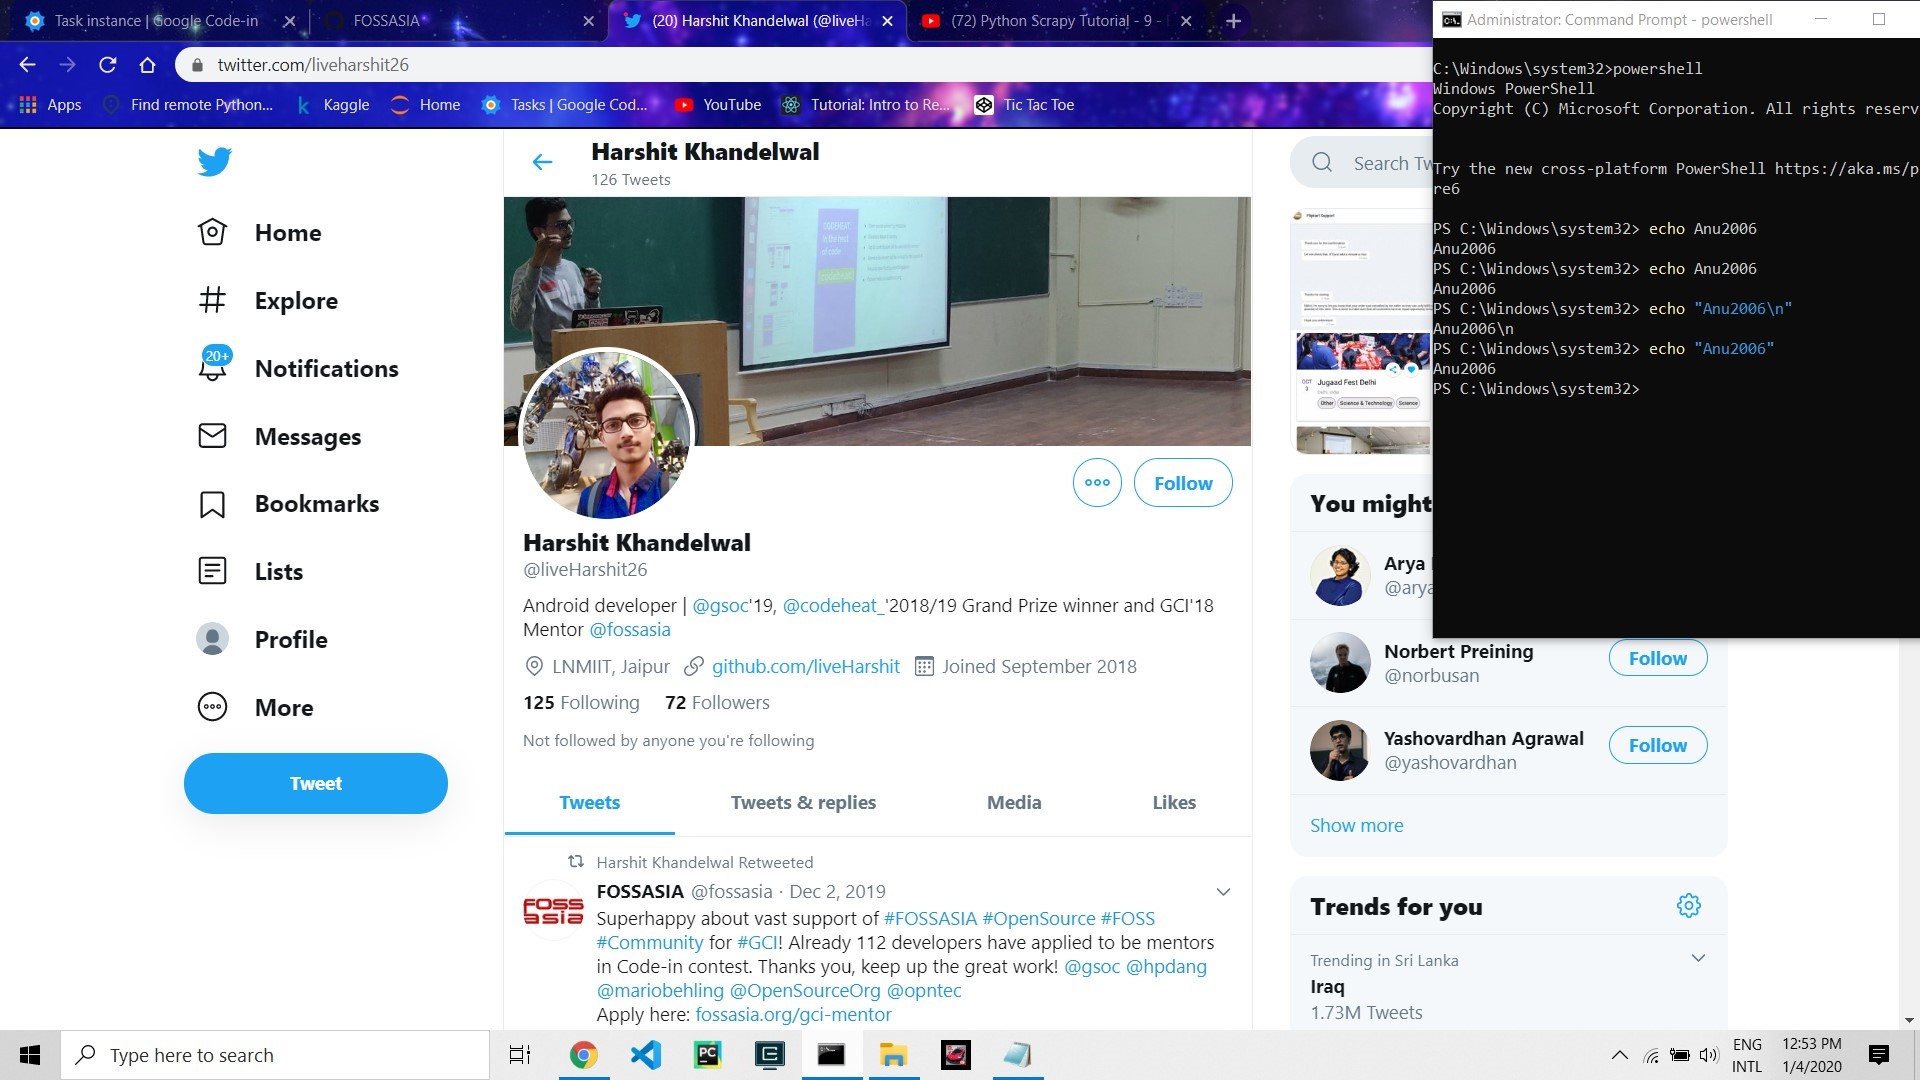 Task instance | Google Code-in
FOSSASIA
(20) Harshit Khandelwal (@liveHa
(72) Python Scrapy Tutorial - 9 -
twitter.com/liveharshit26
Apps
Find remote Python...
Kaggle
Home
Tasks | Google Cod...
YouTube
Tutorial: Intro to Re...
Tic Tac Toe
Home
Explore
20+
Notifications
Messages
Bookmarks
Lists
Profile
More
Tweet
Harshit Khandelwal
126 Tweets
Follow
Harshit Khandelwal
@liveHarshit26
Android developer | @gsoc'19, @codeheat_'2018/19 Grand Prize winner and GCI'18
Mentor @fossasia
LNMIIT, Jaipur github.com/liveHarshit Joined September 2018
125 Following 72 Followers
Not followed by anyone you're following
Tweets
Tweets & replies
Media
Likes
Harshit Khandelwal Retweeted
FOSS
asia
FOSSASIA @fossasia · Dec 2, 2019
Superhappy about vast support of #FOSSASIA #OpenSource #FOSS
#Community for #GCI! Already 112 developers have applied to be mentors
in Code-in contest. Thanks you, keep up the great work! @gsoc @hpdang
@mariobehling @OpenSourceOrg @opntec
Apply here: fossasia.org/gci-mentor
Search Tw
Flipkart Support
OCT
3
Jugaad Fest Delhi
Other
Science & Technology
Science
You might
Arya
@arya
Norbert Preining
@norbusan
Follow
Yashovardhan Agrawal
@yashovardhan
Follow
Show more
Trends for you
Trending in Sri Lanka
Iraq
1.73M Tweets
Administrator: Command Prompt - powershell
C:\Windows\system32>powershell
Windows PowerShell
Copyright (C) Microsoft Corporation. All rights reserv
Try the new cross-platform PowerShell https://aka.ms/p
re6
PS C:\Windows\system32> echo Anu2006
Anu2006
PS C:\Windows\system32> echo Anu2006
Anu2006
PS C:\Windows\system32> echo "Anu2006\n"
Anu2006\n
PS C:\Windows\system32> echo "Anu2006"
Anu2006
PS C:\Windows\system32>
Type here to search
PC
ENG
INTL
12:53 PM
1/4/2020